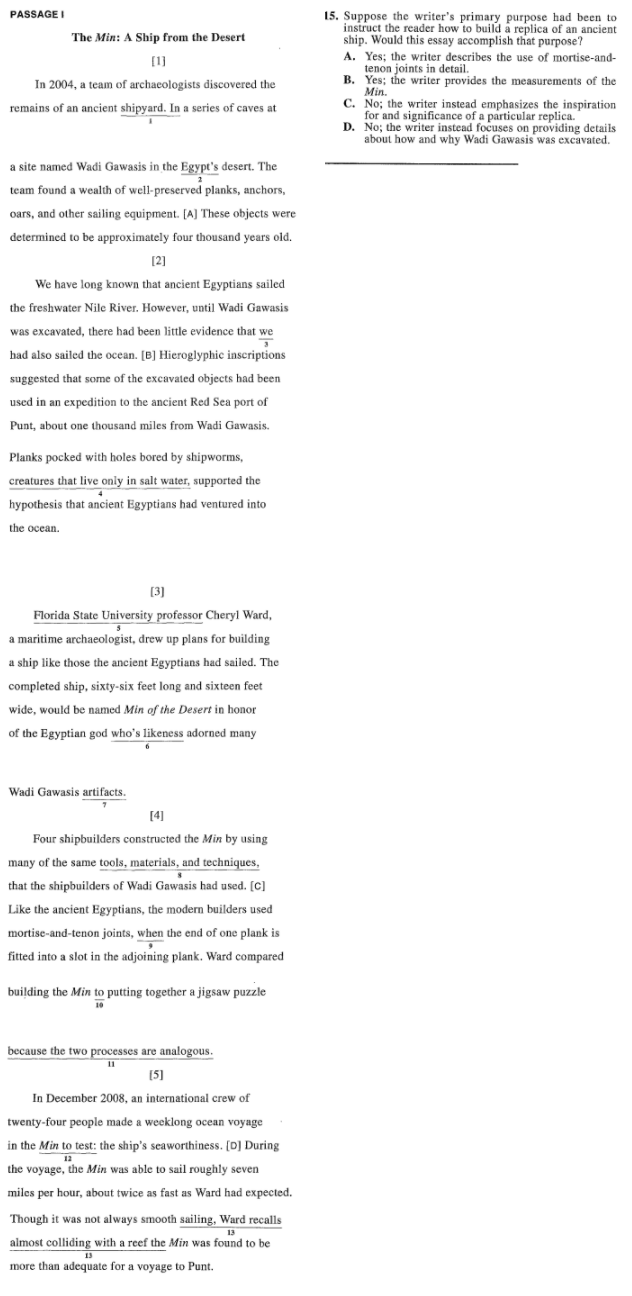 PASSAGE I
The Min: A Ship from the Desert
[1]
In 2004, a team of archaeologists discovered the
remains of an ancient shipyard. In a series of caves at
1
a site named Wadi Gawasis in the Egypt's desert. The
2
team found a wealth of well-preserved planks, anchors,
oars, and other sailing equipment. [A] These objects were
determined to be approximately four thousand years old.
[2]
We have long known that ancient Egyptians sailed
the freshwater Nile River. However, until Wadi Gawasis
was excavated, there had been little evidence that we
3
had also sailed the ocean. [B] Hieroglyphic inscriptions
suggested that some of the excavated objects had been
used in an expedition to the ancient Red Sea port of
Punt, about one thousand miles from Wadi Gawasis.
Planks pocked with holes bored by shipworms,
creatures that live only in salt water, supported the
4
hypothesis that ancient Egyptians had ventured into
the ocean.
[3]
Florida State University professor Cheryl Ward,
5
a maritime archaeologist, drew up plans for building
a ship like those the ancient Egyptians had sailed. The
completed ship, sixty-six feet long and sixteen feet
wide, would be named Min of the Desert in honor
of the Egyptian god who's likeness adorned many
6
Wadi Gawasis artifacts.
7
[4]
Four shipbuilders constructed the Min by using
many of the same tools, materials, and techniques,
8
that the shipbuilders of Wadi Gawasis had used. [C]
Like the ancient Egyptians, the modern builders used
mortise-and-tenon joints, when the end of one plank is
9
fitted into a slot in the adjoining plank. Ward compared
building the Min to putting together a jigsaw puzzle
10
because the two processes are analogous.
11
[5]
In December 2008, an international crew of
twenty-four people made a weeklong ocean voyage
in the Min to test: the ship's seaworthiness. [D] During
12
the voyage, the Min was able to sail roughly seven
miles per hour, about twice as fast as Ward had expected.
Though it was not always smooth sailing, Ward recalls
13
almost colliding with a reef the Min was found to be
13
more than adequate for a voyage to Punt.
15. Suppose the writer's primary purpose had been to
instruct the reader how to build a replica of an ancient
ship. Would this essay accomplish that purpose?
A. Yes; the writer describes the use of mortise-and-
tenon joints in detail.
B. Yes; the writer provides the measurements of the
Min.
C. No; the writer instead emphasizes the inspiration
for and significance of a particular replica.
D. No; the writer instead focuses on providing details
about how and why Wadi Gawasis was excavated.